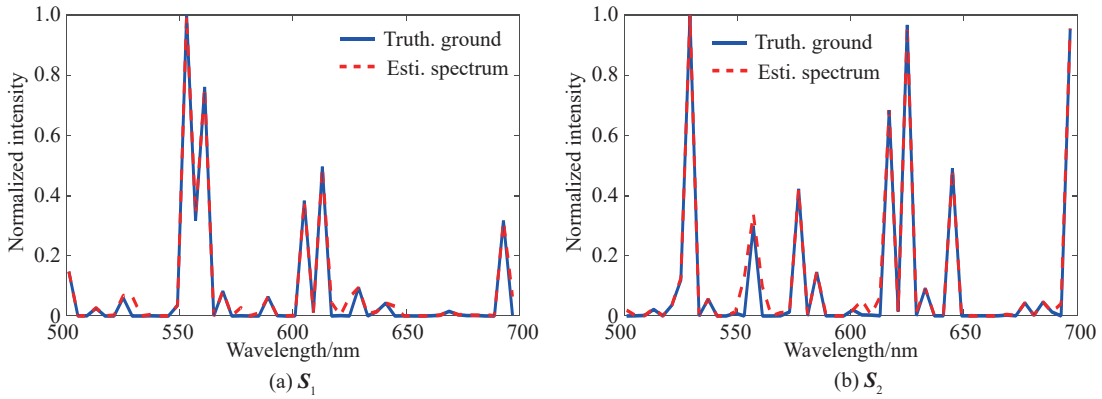 1.0
0.8
0.6
0.4
0.2
0
Normalized intensity
Truth. ground
Esti. spectrum
500 550 600 650 700
Wavelength/nm
(a) S1
1.0
0.8
0.6
0.4
0.2
0
Normalized intensity
Truth. ground
Esti. spectrum
500 550 600 650 700
Wavelength/nm
(b) S2